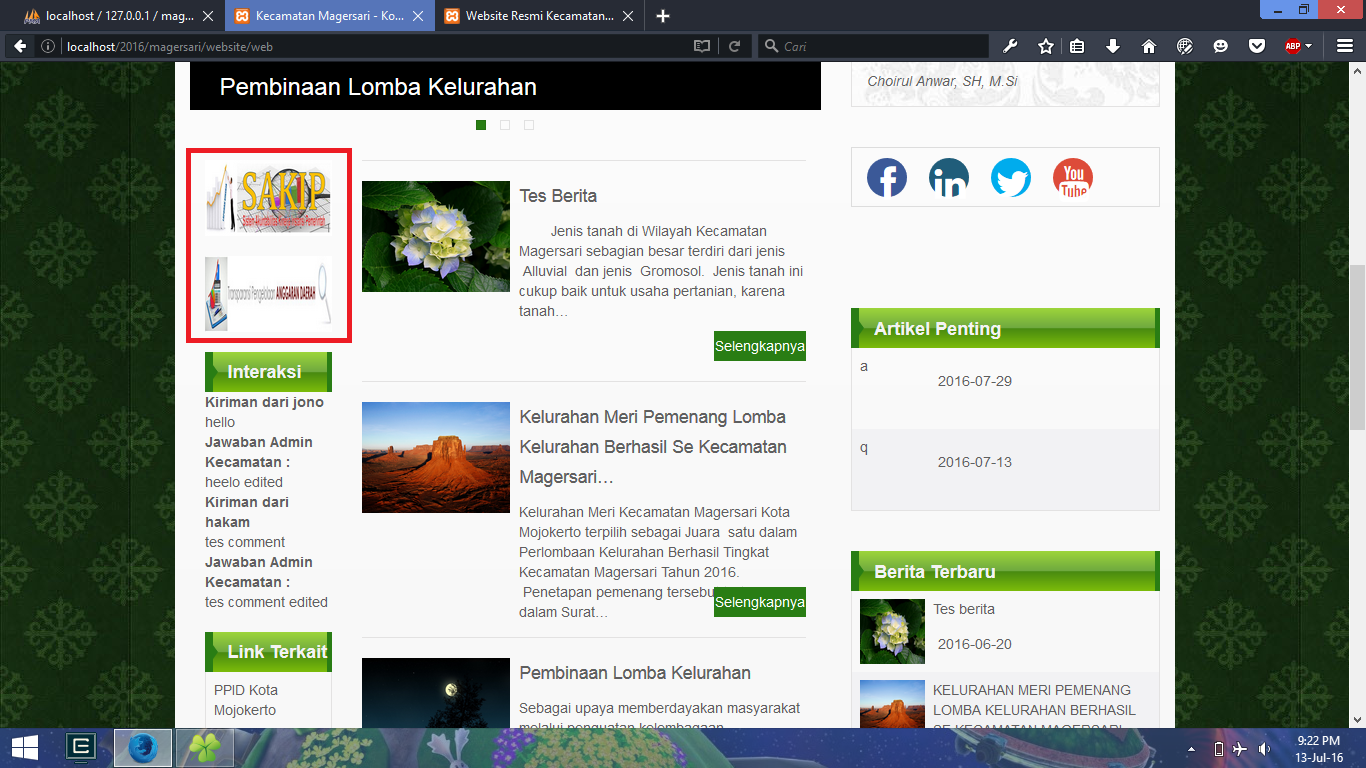 localhost / 127.0.0.1 / mag...
Kecamatan Magersari - Ko...
Website Resmi Kecamatan...
localhost/2016/magersari/website/web
Cari
ABP
Pembinaan Lomba Kelurahan
Choirul Anwar, SH, M.Si
SAKIP
Transparansi Pengelolaan ANGGARAN DAERAH
Interaksi
Kiriman dari jono
hello
Jawaban Admin
Kecamatan :
heelo edited
Kiriman dari
hakam
tes comment
Jawaban Admin
Kecamatan :
tes comment edited
Link Terkait
PPID Kota
Mojokerto
Tes Berita
Jenis tanah di Wilayah Kecamatan
Magersari sebagian besar terdiri dari jenis
Alluvial dan jenis Gromosol. Jenis tanah ini
cukup baik untuk usaha pertanian, karena
tanah…
Selengkapnya
Kelurahan Meri Pemenang Lomba
Kelurahan Berhasil Se Kecamatan
Magersari…
Kelurahan Meri Kecamatan Magersari Kota
Mojokerto terpilih sebagai Juara satu dalam
Perlombaan Kelurahan Berhasil Tingkat
Kecamatan Magersari Tahun 2016.
Penetapan pemenang tersebu
dalam Surat…
Selengkapnya
Pembinaan Lomba Kelurahan
Sebagai upaya memberdayakan masyarakat
melalui penguatan kelembagaan
f
in
You
Tube
Artikel Penting
a
2016-07-29
q
2016-07-13
Berita Terbaru
Tes berita
2016-06-20
KELURAHAN MERI PEMENANG
LOMBA KELURAHAN BERHASIL
SE KECAMATAN MAGERSARI
9:22 PM
13-Jul-16